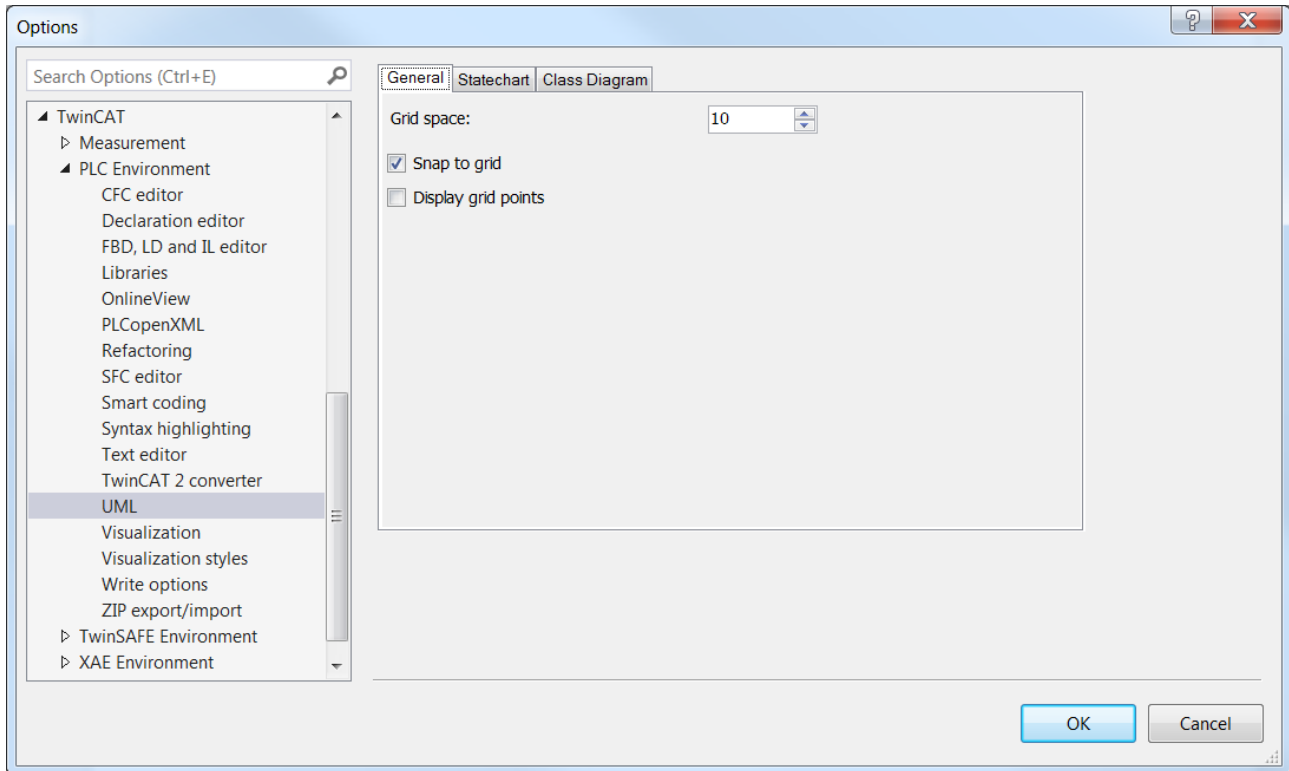 Options
Search Options (Ctrl+E)
TwinCAT
Measurement
PLC Environment
CFC editor
Declaration editor
FBD, LD and IL editor
Libraries
OnlineView
PLCopenXML
Refactoring
SFC editor
Smart coding
Syntax highlighting
Text editor
TwinCAT 2 converter
UML
Visualization
Visualization styles
Write options
ZIP export/import
TwinSAFE Environment
XAE Environment
General Statechart Class Diagram
Grid space: 10
Snap to grid
Display grid points
OK Cancel